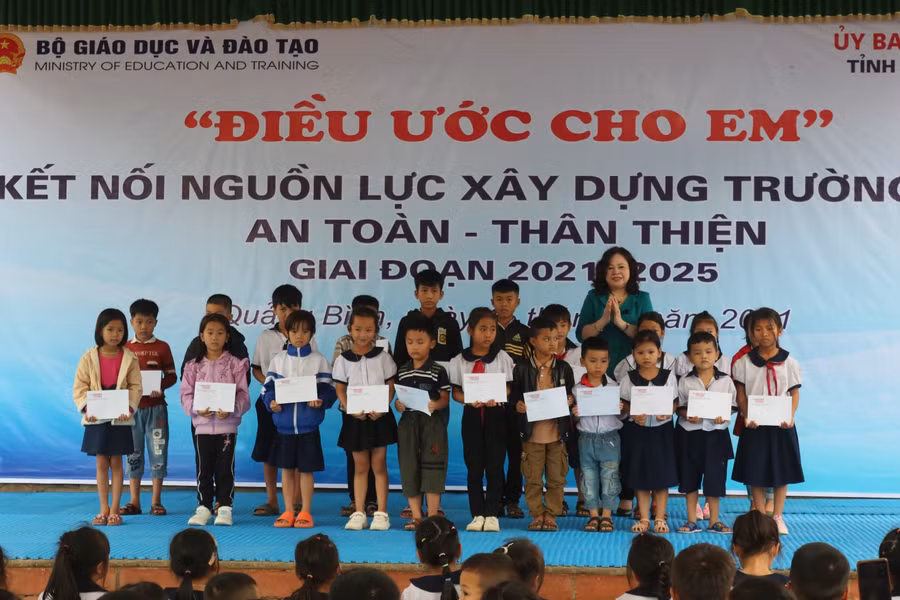 BỘ GIÁO DỤC VÀ ĐÀO TẠO
MINISTRY OF EDUCATION AND TRAINING
ỦY BA
TỈNH
“ĐIỀU ƯỚC CHO EM”
KẾT NỐI NGUỒN LỰC XÂY DỰNG TRƯỜNG
AN TOÀN - THÂN THIỆN
GIAI ĐOẠN 2021 2025